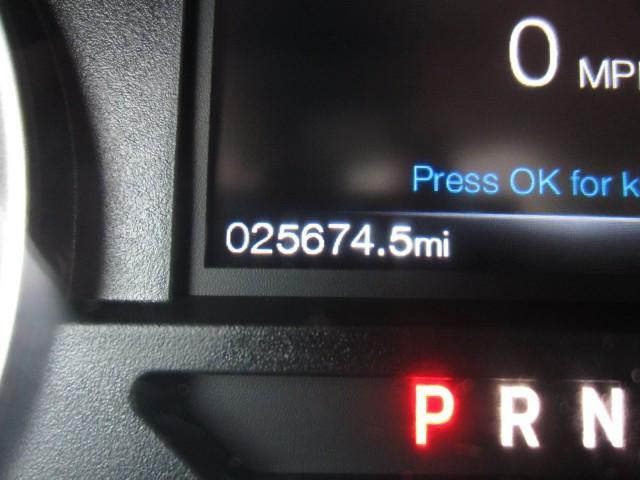 0 MPH
Press OK for k
025674.5mi
P R N